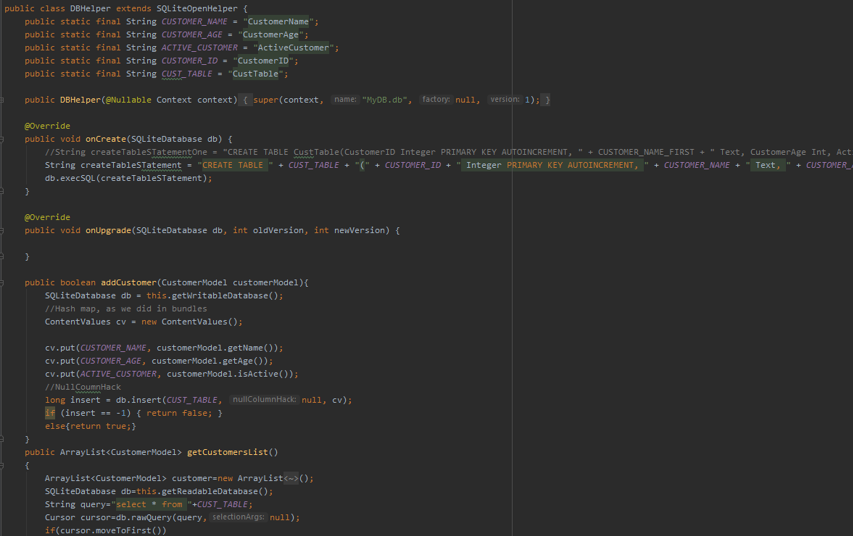 public class DBHelper extends SQLiteOpenHelper {
public static final String CUSTOMER_NAME = "CustomerName";
public static final String CUSTOMER_AGE = "CustomerAge";
public static final String ACTIVE_CUSTOMER = "ActiveCustomer";
public static final String CUSTOMER_ID = "CustomerID";
public static final String CUST_TABLE = "CustTable";
public DBHelper(@Nullable Context context) { super(context, name: "MyDB.db", factory: null, version: 1); }
@Override
public void onCreate(SQLiteDatabase db) {
//String createTableSTatementOne = "CREATE TABLE CustTable(CustomerID Integer PRIMARY KEY AUTOINCREMENT, " + CUSTOMER_NAME_FIRST + " Text, CustomerAge Int, Act
String createTableSTatement = "CREATE TABLE " + CUST_TABLE + "(" + CUSTOMER_ID + " Integer PRIMARY KEY AUTOINCREMENT, " + CUSTOMER_NAME + " Text, " + CUSTOMER_
db.execSQL(createTableSTatement);
}
@Override
public void onUpgrade(SQLiteDatabase db, int oldVersion, int newVersion) {
}
public boolean addCustomer(CustomerModel customerModel){
SQLiteDatabase db = this.getWritableDatabase();
//Hash map, as we did in bundles
ContentValues cv = new ContentValues();
cv.put(CUSTOMER_NAME, customerModel.getName());
cv.put(CUSTOMER_AGE, customerModel.getAge());
cv.put(ACTIVE_CUSTOMER, customerModel.isActive());
//NullCoumnHack
long insert = db.insert(CUST_TABLE, nullColumnHack: null, cv);
if (insert == -1) { return false; }
else{return true;}
}
public ArrayList<CustomerModel> getCustomersList()
{
ArrayList<CustomerModel> customer=new ArrayList<~>();
SQLiteDatabase db=this.getReadableDatabase();
String query="select * from "+CUST_TABLE;
Cursor cursor=db.rawQuery(query, selectionArgs: null);
if(cursor.moveToFirst())